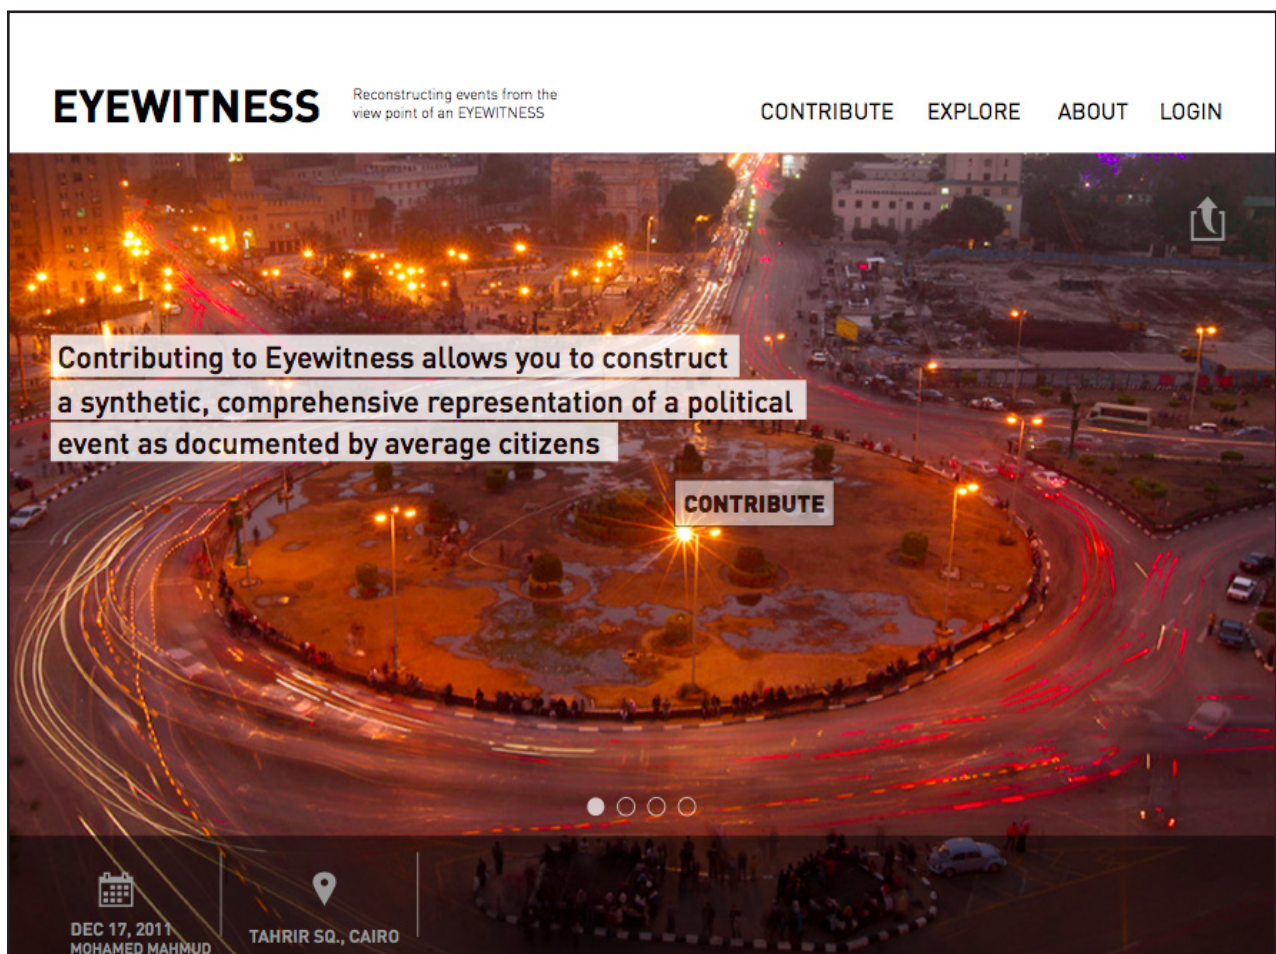 EYEWITNESS
Reconstructing events from the
view point of an EYEWITNESS
CONTRIBUTE EXPLORE ABOUT LOGIN
Contributing to Eyewitness allows you to construct
a synthetic, comprehensive representation of a political
event as documented by average citizens
CONTRIBUTE
DEC 17, 2011
MOHAMED MAHMUD
TAHRIR SQ., CAIRO